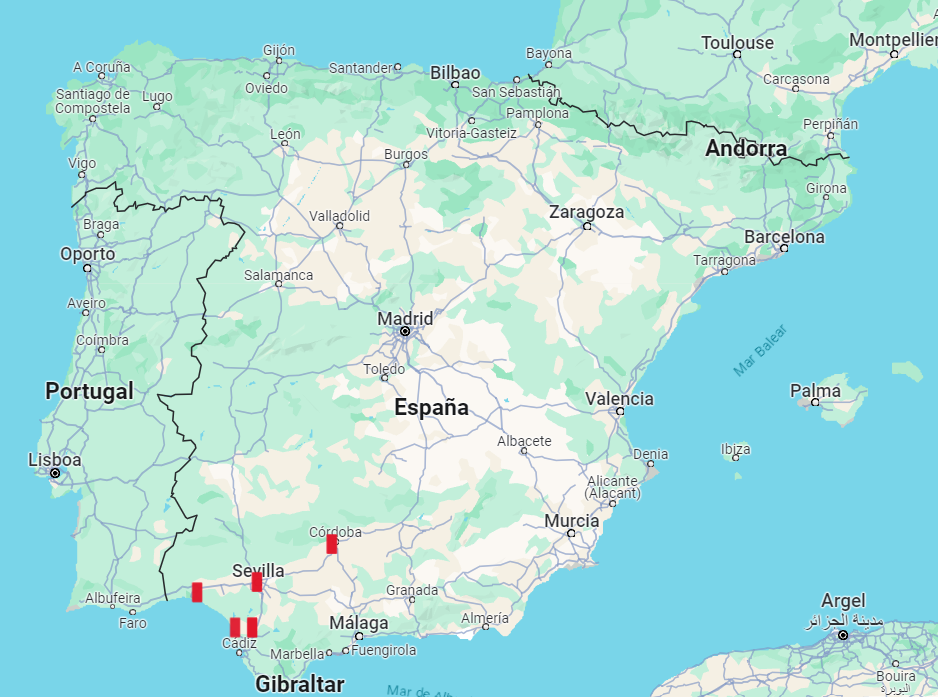 Toulouse
Montpellier
Gijón
Bayona
A Coruña
Santander
Bilbao
Carcasona
Oviedo
San Sebastián
Santiago de
Compostela
Lugo
Pamplona
Perpiñán
León
Vitoria-Gasteiz
Andorra
Burgos
Vigo
Girona
Valladolid
Zaragoza
Braga
Barcelona
Oporto
Tarragona
Salamanca
Aveiro
Madrid
Coimbra
Mar Balear
Toledo
Portugal
Palma
España
Valencia
Albacete
Ibiza
Denia
Lisboa
Alicante
(Alacant)
Murcia
Córdoba
Sevilla
Granada
Albufeira
Argel
Faro
Málaga
Almería
مدينة الجزائر
Cádiz
Marbella
Fuengirola
Bouira
البويرة
Gibraltar